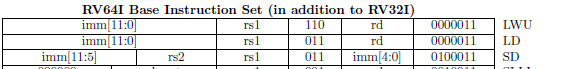 RV64I Base Instruction Set (in addition to RV32I)
imm[11:0] rs1 110 rd 0000011 LWU
imm[11:0] rs1 011 rd 0000011 LD
imm[11:5] rs2 rs1 011 imm[4:0] 0100011 SD